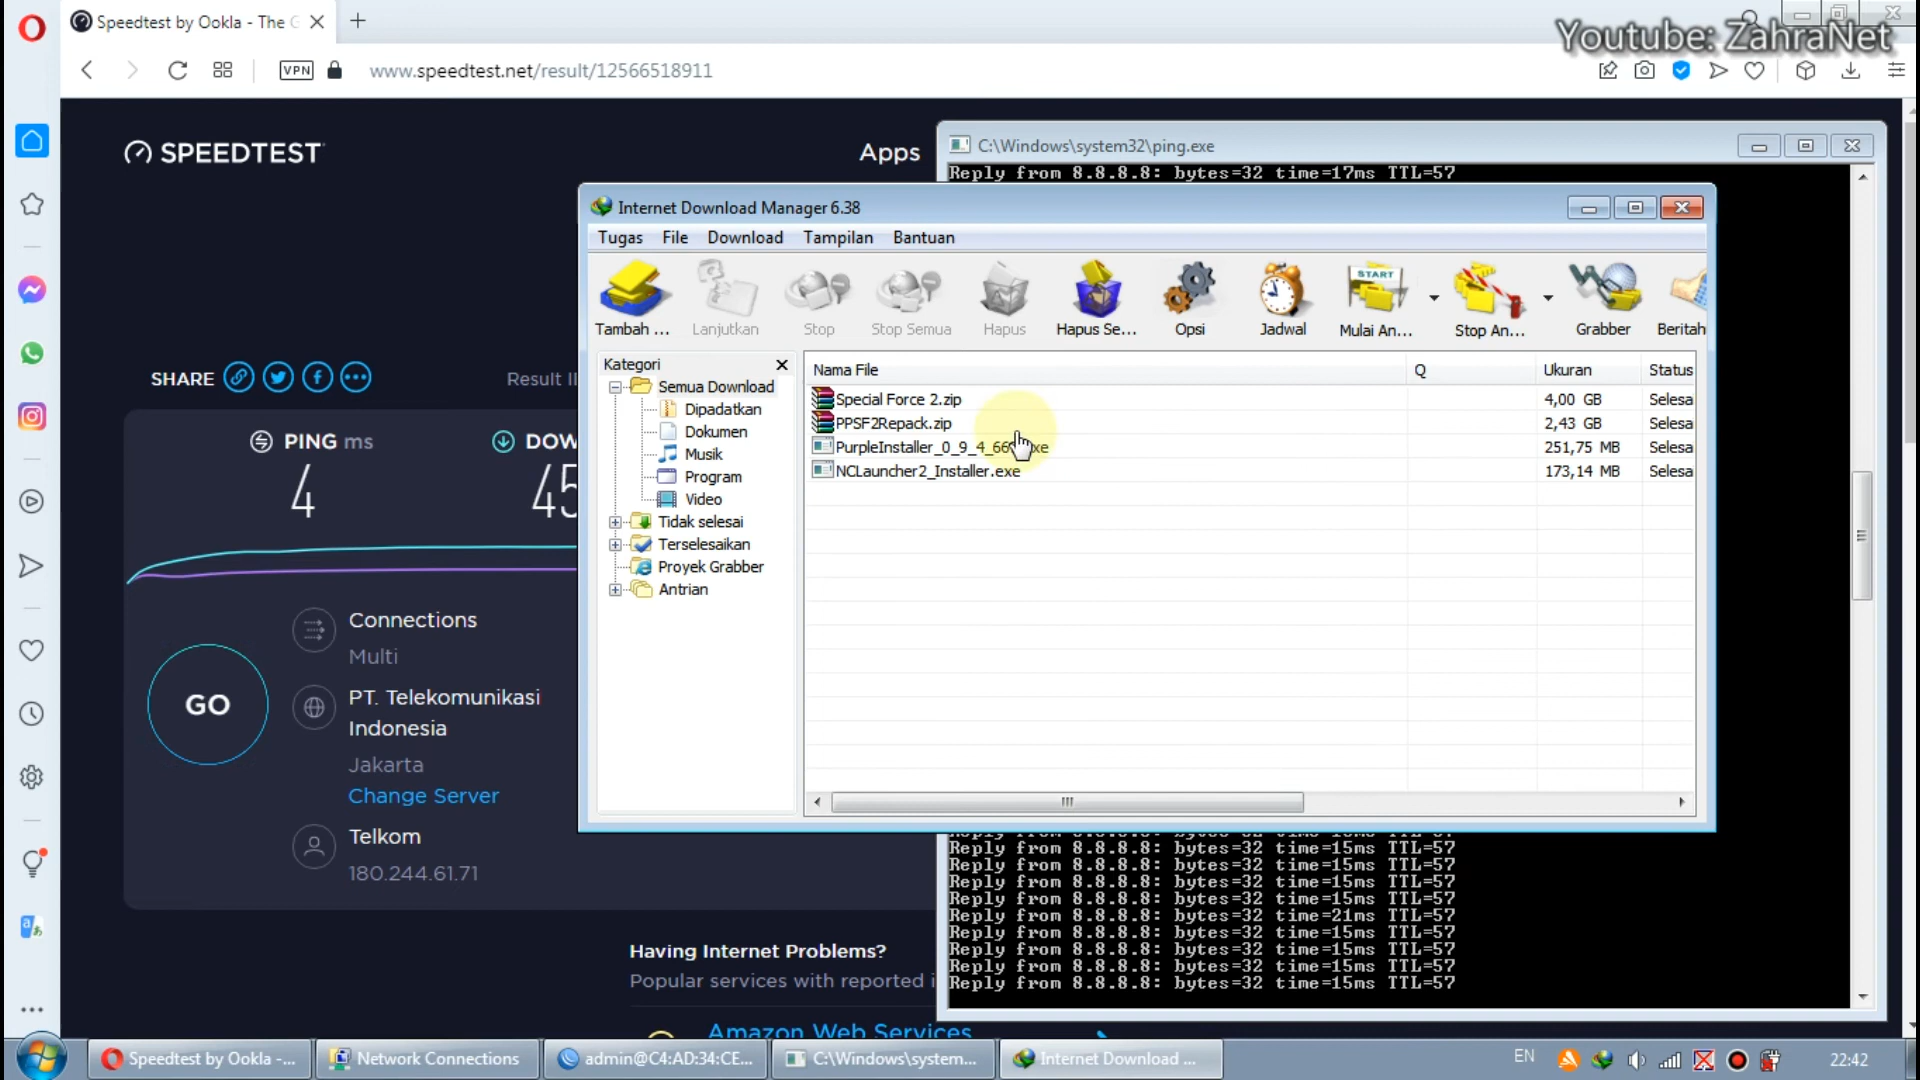 Speedtest by Ookla - The G
Youtube: ZahraNet
VPN
www.speedtest.net/result/12566518911
SPEEDTEST
Apps
C:\Windows\system32\ping.exe
Reply from 8.8.8.8: bytes=32 time=17ms TTL=57
Internet Download Manager 6.38
Tugas File Download Tampilan Bantuan
START
Tambah ... Lanjutkan Stop Stop Semua Hapus Hapus Se... Opsi Jadwal Mulai An... Stop An... Grabber Beritah
Kategori
Semua Download
Dipadatkan
Dokumen
Musik
Program
Video
Tidak selesai
Terselesaikan
Proyek Grabber
Antrian
Nama File Q Ukuran Status
Special Force 2.zip 4,00 GB Selesa
PPSF2Repack.zip 2,43 GB Selesa
PurpleInstaller_0_9_4_66 xe 251,75 MB Selesa
NCLauncher2_Installer.exe 173,14 MB Selesa
SHARE
Result I
PING ms
4
DOW
45
GO
Connections
Multi
PT. Telekomunikasi
Indonesia
Jakarta
Change Server
Telkom
180.244.61.71
Having Internet Problems?
Popular services with reported i
Amazon Web Services
Reply from 8.8.8.8: bytes=32 time=15ms TTL=57
Reply from 8.8.8.8: bytes=32 time=15ms TTL=57
Reply from 8.8.8.8: bytes=32 time=15ms TTL=57
Reply from 8.8.8.8: bytes=32 time=15ms TTL=57
Reply from 8.8.8.8: bytes=32 time=21ms TTL=57
Reply from 8.8.8.8: bytes=32 time=15ms TTL=57
Reply from 8.8.8.8: bytes=32 time=15ms TTL=57
Reply from 8.8.8.8: bytes=32 time=15ms TTL=57
Reply from 8.8.8.8: bytes=32 time=15ms TTL=57
Speedtest by Ookla -... Network Connections admin@C4:AD:34:CE... C:\Windows\system... Internet Download ... EN 22:42